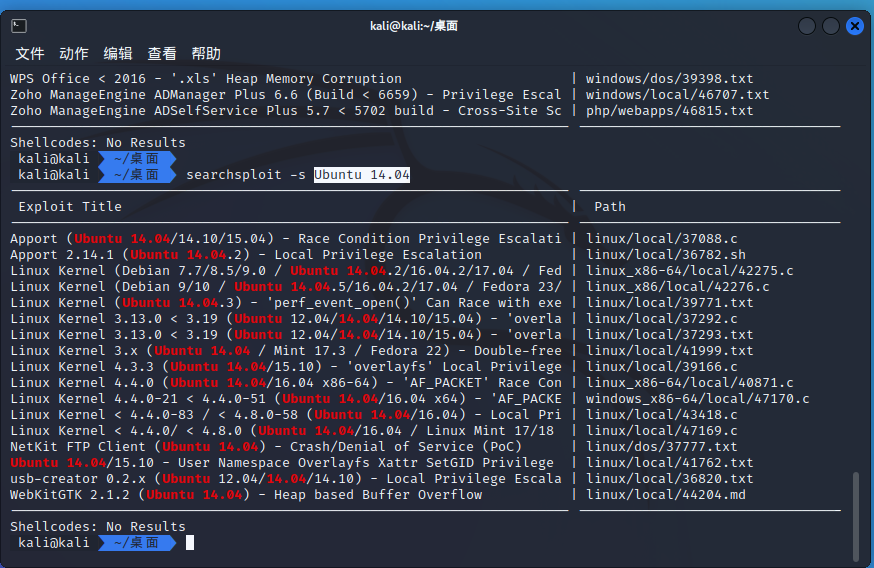 kali@kali:~/桌面
文件 动作 编辑 查看 帮助
WPS Office < 2016 - '.xls' Heap Memory Corruption | windows/dos/39398.txt
Zoho ManageEngine ADManager Plus 6.6 (Build < 6659) - Privilege Escal | windows/local/46707.txt
Zoho ManageEngine ADSelfService Plus 5.7 < 5702 build - Cross-Site Sc | php/webapps/46815.txt
Shellcodes: No Results
kali@kali ~/桌面
kali@kali ~/桌面 searchsploit -s Ubuntu 14.04
Exploit Title | Path
Apport (Ubuntu 14.04/14.10/15.04) - Race Condition Privilege Escalati | linux/local/37088.c
Apport 2.14.1 (Ubuntu 14.04.2) - Local Privilege Escalation | linux/local/36782.sh
Linux Kernel (Debian 7.7/8.5/9.0 / Ubuntu 14.04.2/16.04.2/17.04 / Fed | linux_x86-64/local/42275.c
Linux Kernel (Debian 9/10 / Ubuntu 14.04.5/16.04.2/17.04 / Fedora 23/ | linux_x86/local/42276.c
Linux Kernel (Ubuntu 14.04.3) - 'perf_event_open()' Can Race with exe | linux/local/39771.txt
Linux Kernel 3.13.0 < 3.19 (Ubuntu 12.04/14.04/14.10/15.04) - 'overla | linux/local/37292.c
Linux Kernel 3.13.0 < 3.19 (Ubuntu 12.04/14.04/14.10/15.04) - 'overla | linux/local/37293.txt
Linux Kernel 3.x (Ubuntu 14.04 / Mint 17.3 / Fedora 22) - Double-free | linux/local/41999.txt
Linux Kernel 4.3.3 (Ubuntu 14.04/15.10) - 'overlayfs' Local Privilege | linux/local/39166.c
Linux Kernel 4.4.0 (Ubuntu 14.04/16.04 x86-64) - 'AF_PACKET' Race Con | linux_x86-64/local/40871.c
Linux Kernel 4.4.0-21 < 4.4.0-51 (Ubuntu 14.04/16.04 x64) - 'AF_PACKE | windows_x86-64/local/47170.c
Linux Kernel < 4.4.0-83 / < 4.8.0-58 (Ubuntu 14.04/16.04) - Local Pri | linux/local/43418.c
Linux Kernel < 4.4.0/ < 4.8.0 (Ubuntu 14.04/16.04 / Linux Mint 17/18 | linux/local/47169.c
NetKit FTP Client (Ubuntu 14.04) - Crash/Denial of Service (PoC) | linux/dos/37777.txt
Ubuntu 14.04/15.10 - User Namespace Overlayfs Xattr SetGID Privilege | linux/local/41762.txt
usb-creator 0.2.x (Ubuntu 12.04/14.04/14.10) - Local Privilege Escala | linux/local/36820.txt
WebKitGTK 2.1.2 (Ubuntu 14.04) - Heap based Buffer Overflow | linux/local/44204.md
Shellcodes: No Results
kali@kali ~/桌面